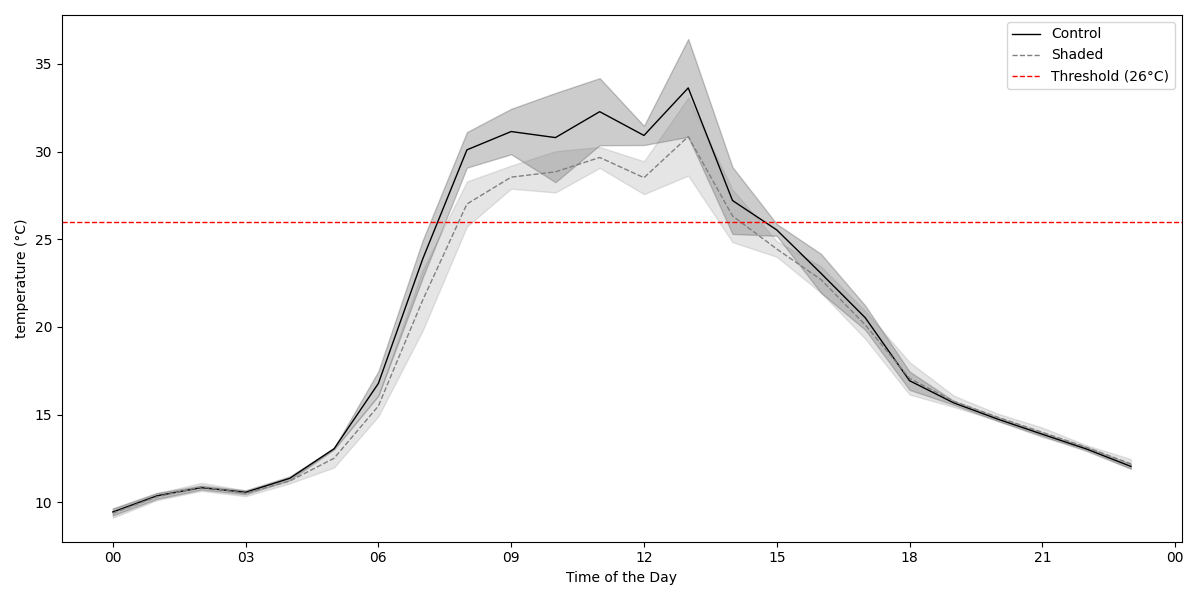 Control
Shaded
Threshold (26°C)
temperature (°C)
35
30
25
20
15
10
00 03 06 09 12 15 18 21 00
Time of the Day